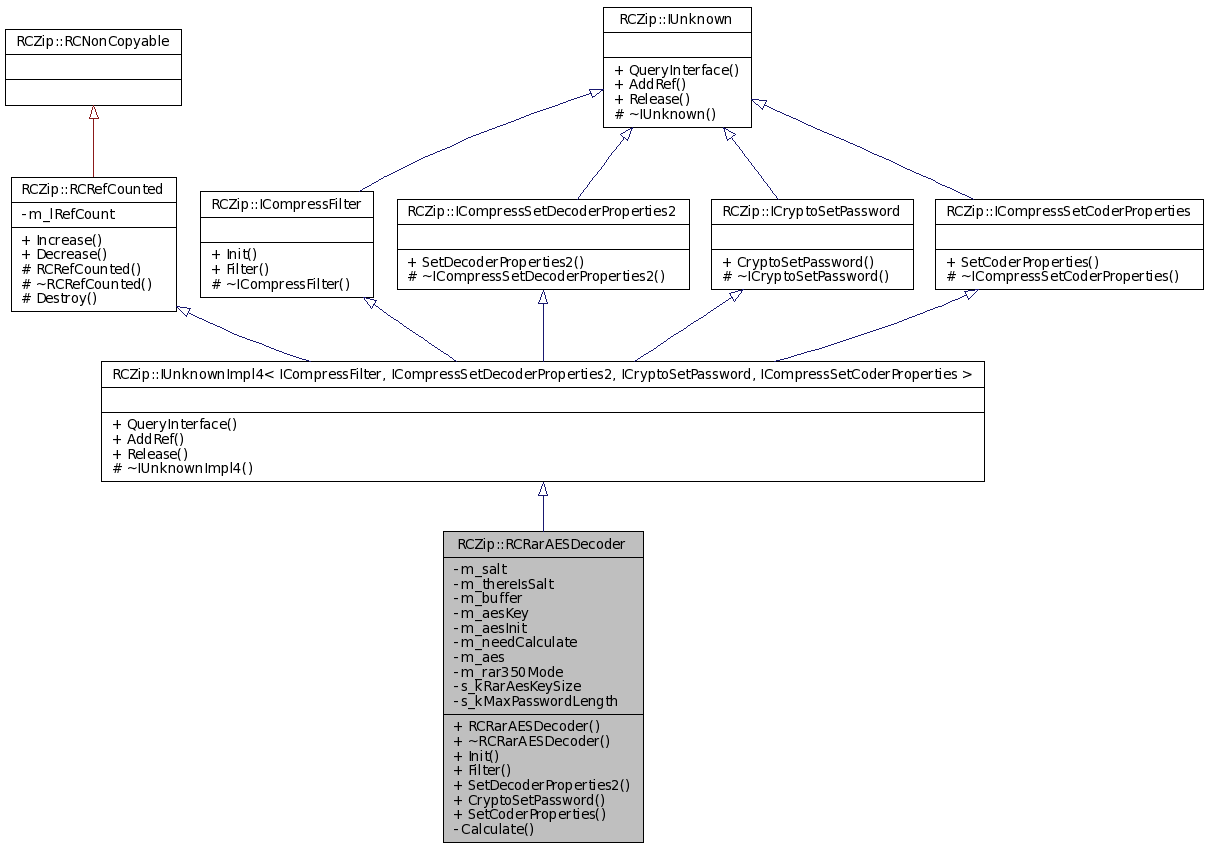 RCZip::RCNonCopyable
RCZip::IUnknown
+ QueryInterface()
+ AddRef()
+ Release()
# ~IUnknown()
RCZip::RCRefCounted
- m_lRefCount
+ Increase()
+ Decrease()
# RCRefCounted()
# ~RCRefCounted()
# Destroy()
RCZip::ICompressFilter
+ Init()
+ Filter()
# ~ICompressFilter()
RCZip::ICompressSetDecoderProperties2
+ SetDecoderProperties2()
# ~ICompressSetDecoderProperties2()
RCZip::ICryptoSetPassword
+ CryptoSetPassword()
# ~ICryptoSetPassword()
RCZip::ICompressSetCoderProperties
+ SetCoderProperties()
# ~ICompressSetCoderProperties()
RCZip::IUnknownImpl4< ICompressFilter, ICompressSetDecoderProperties2, ICryptoSetPassword, ICompressSetCoderProperties >
+ QueryInterface()
+ AddRef()
+ Release()
# ~IUnknownImpl4()
RCZip::RCRarAESDecoder
- m_salt
- m_thereIsSalt
- m_buffer
- m_aesKey
- m_aesInit
- m_needCalculate
- m_aes
- m_rar350Mode
- s_kRarAesKeySize
- s_kMaxPasswordLength
+ RCRarAESDecoder()
+ ~RCRarAESDecoder()
+ Init()
+ Filter()
+ SetDecoderProperties2()
+ CryptoSetPassword()
+ SetCoderProperties()
- Calculate()